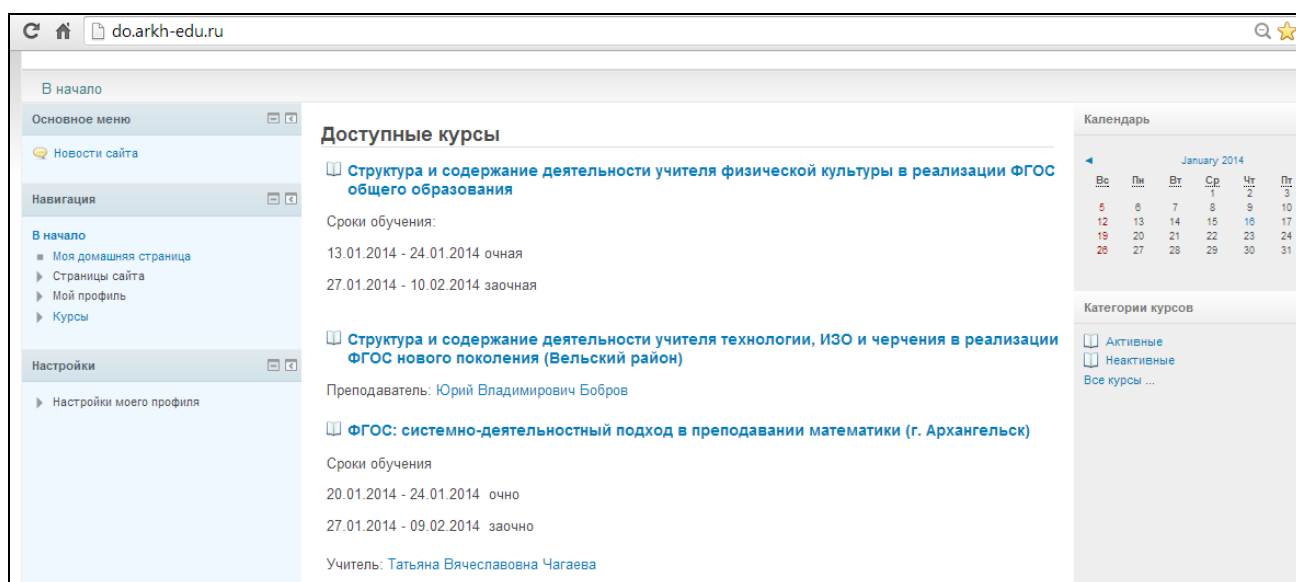 do.arkh-edu.ru
В начало
Основное меню
Новости сайта
Навигация
В начало
Моя домашняя страница
Страницы сайта
Мой профиль
Курсы
Настройки
Настройки моего профиля
Доступные курсы
Структура и содержание деятельности учителя физической культуры в реализации ФГОС
общего образования
Сроки обучения:
13.01.2014 - 24.01.2014 очная
27.01.2014 - 10.02.2014 заочная
Структура и содержание деятельности учителя технологии, ИЗО и черчения в реализации
ФГОС нового поколения (Вельский район)
Преподаватель: Юрий Владимирович Бобров
ФГОС: системно-деятельностный подход в преподавании математики (г. Архангельск)
Сроки обучения
20.01.2014 - 24.01.2014 очно
27.01.2014 - 09.02.2014 заочно
Учитель: Татьяна Вячеславовна Чагаева
Календарь
◄ January 2014
Вс Пн Вт Ср Чт Пт
1 2 3
5 6 7 8 9 10
12 13 14 15 16 17
19 20 21 22 23 24
26 27 28 29 30 31
Категории курсов
Активные
Неактивные
Все курсы ...